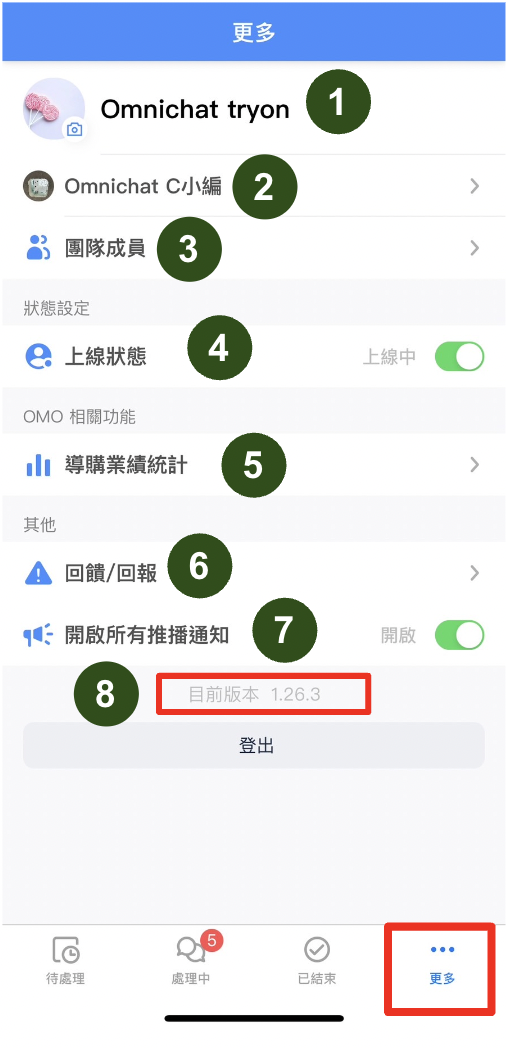 更多
Omnichat tryon 1
Omnichat C小編 2
團隊成員 3
狀態設定
上線狀態 4 上線中
OMO 相關功能
導購業績統計 5
其他
回饋/回報 6
開啟所有推播通知 7 開啟
8 目前版本 1.26.3
登出
5
待處理 處理中 已結束 更多